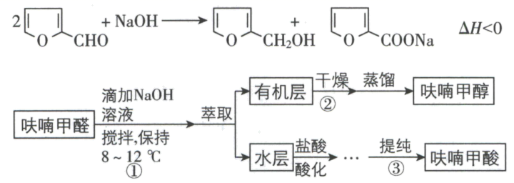 2 O CHO + NaOH ⟶ O CH₂OH + O COONa ΔH<0
呋喃甲醛 滴加NaOH 溶液 搅拌,保持 8～12 ℃ ① 萃取
有机层 干燥 ② 蒸馏 呋喃甲醇
水层 盐酸 酸化 … 提纯 ③ 呋喃甲酸